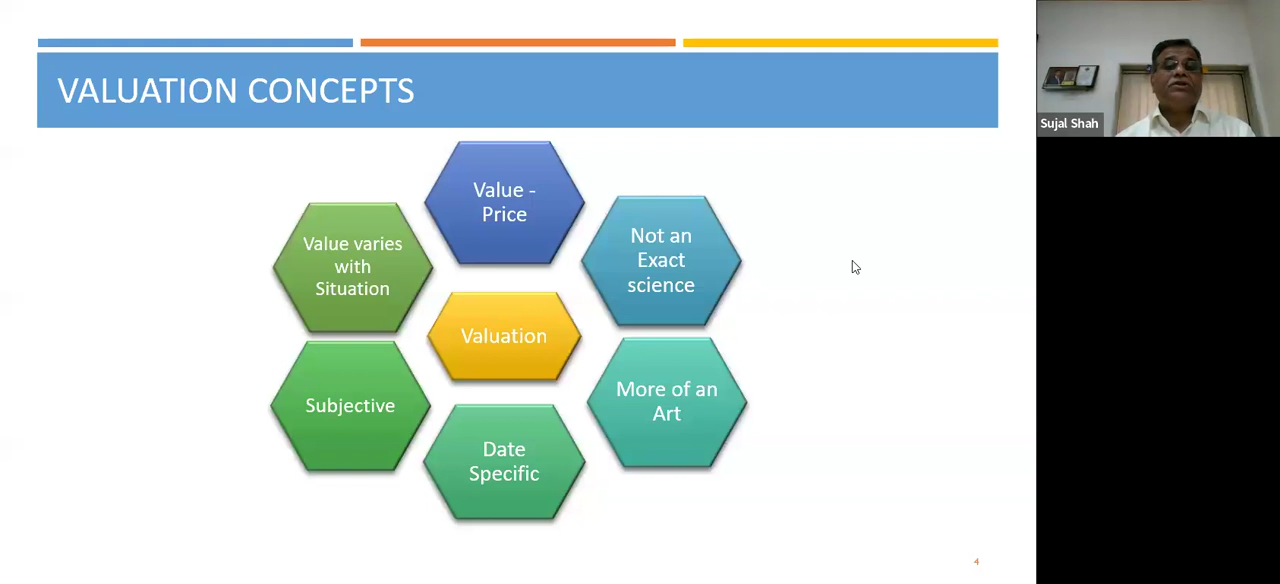 VALUATION CONCEPTS
Sujal Shah
Value -
Price
Not an
Exact
science
More of an
Art
Date
Specific
Subjective
Value varies
with
Situation
Valuation
4